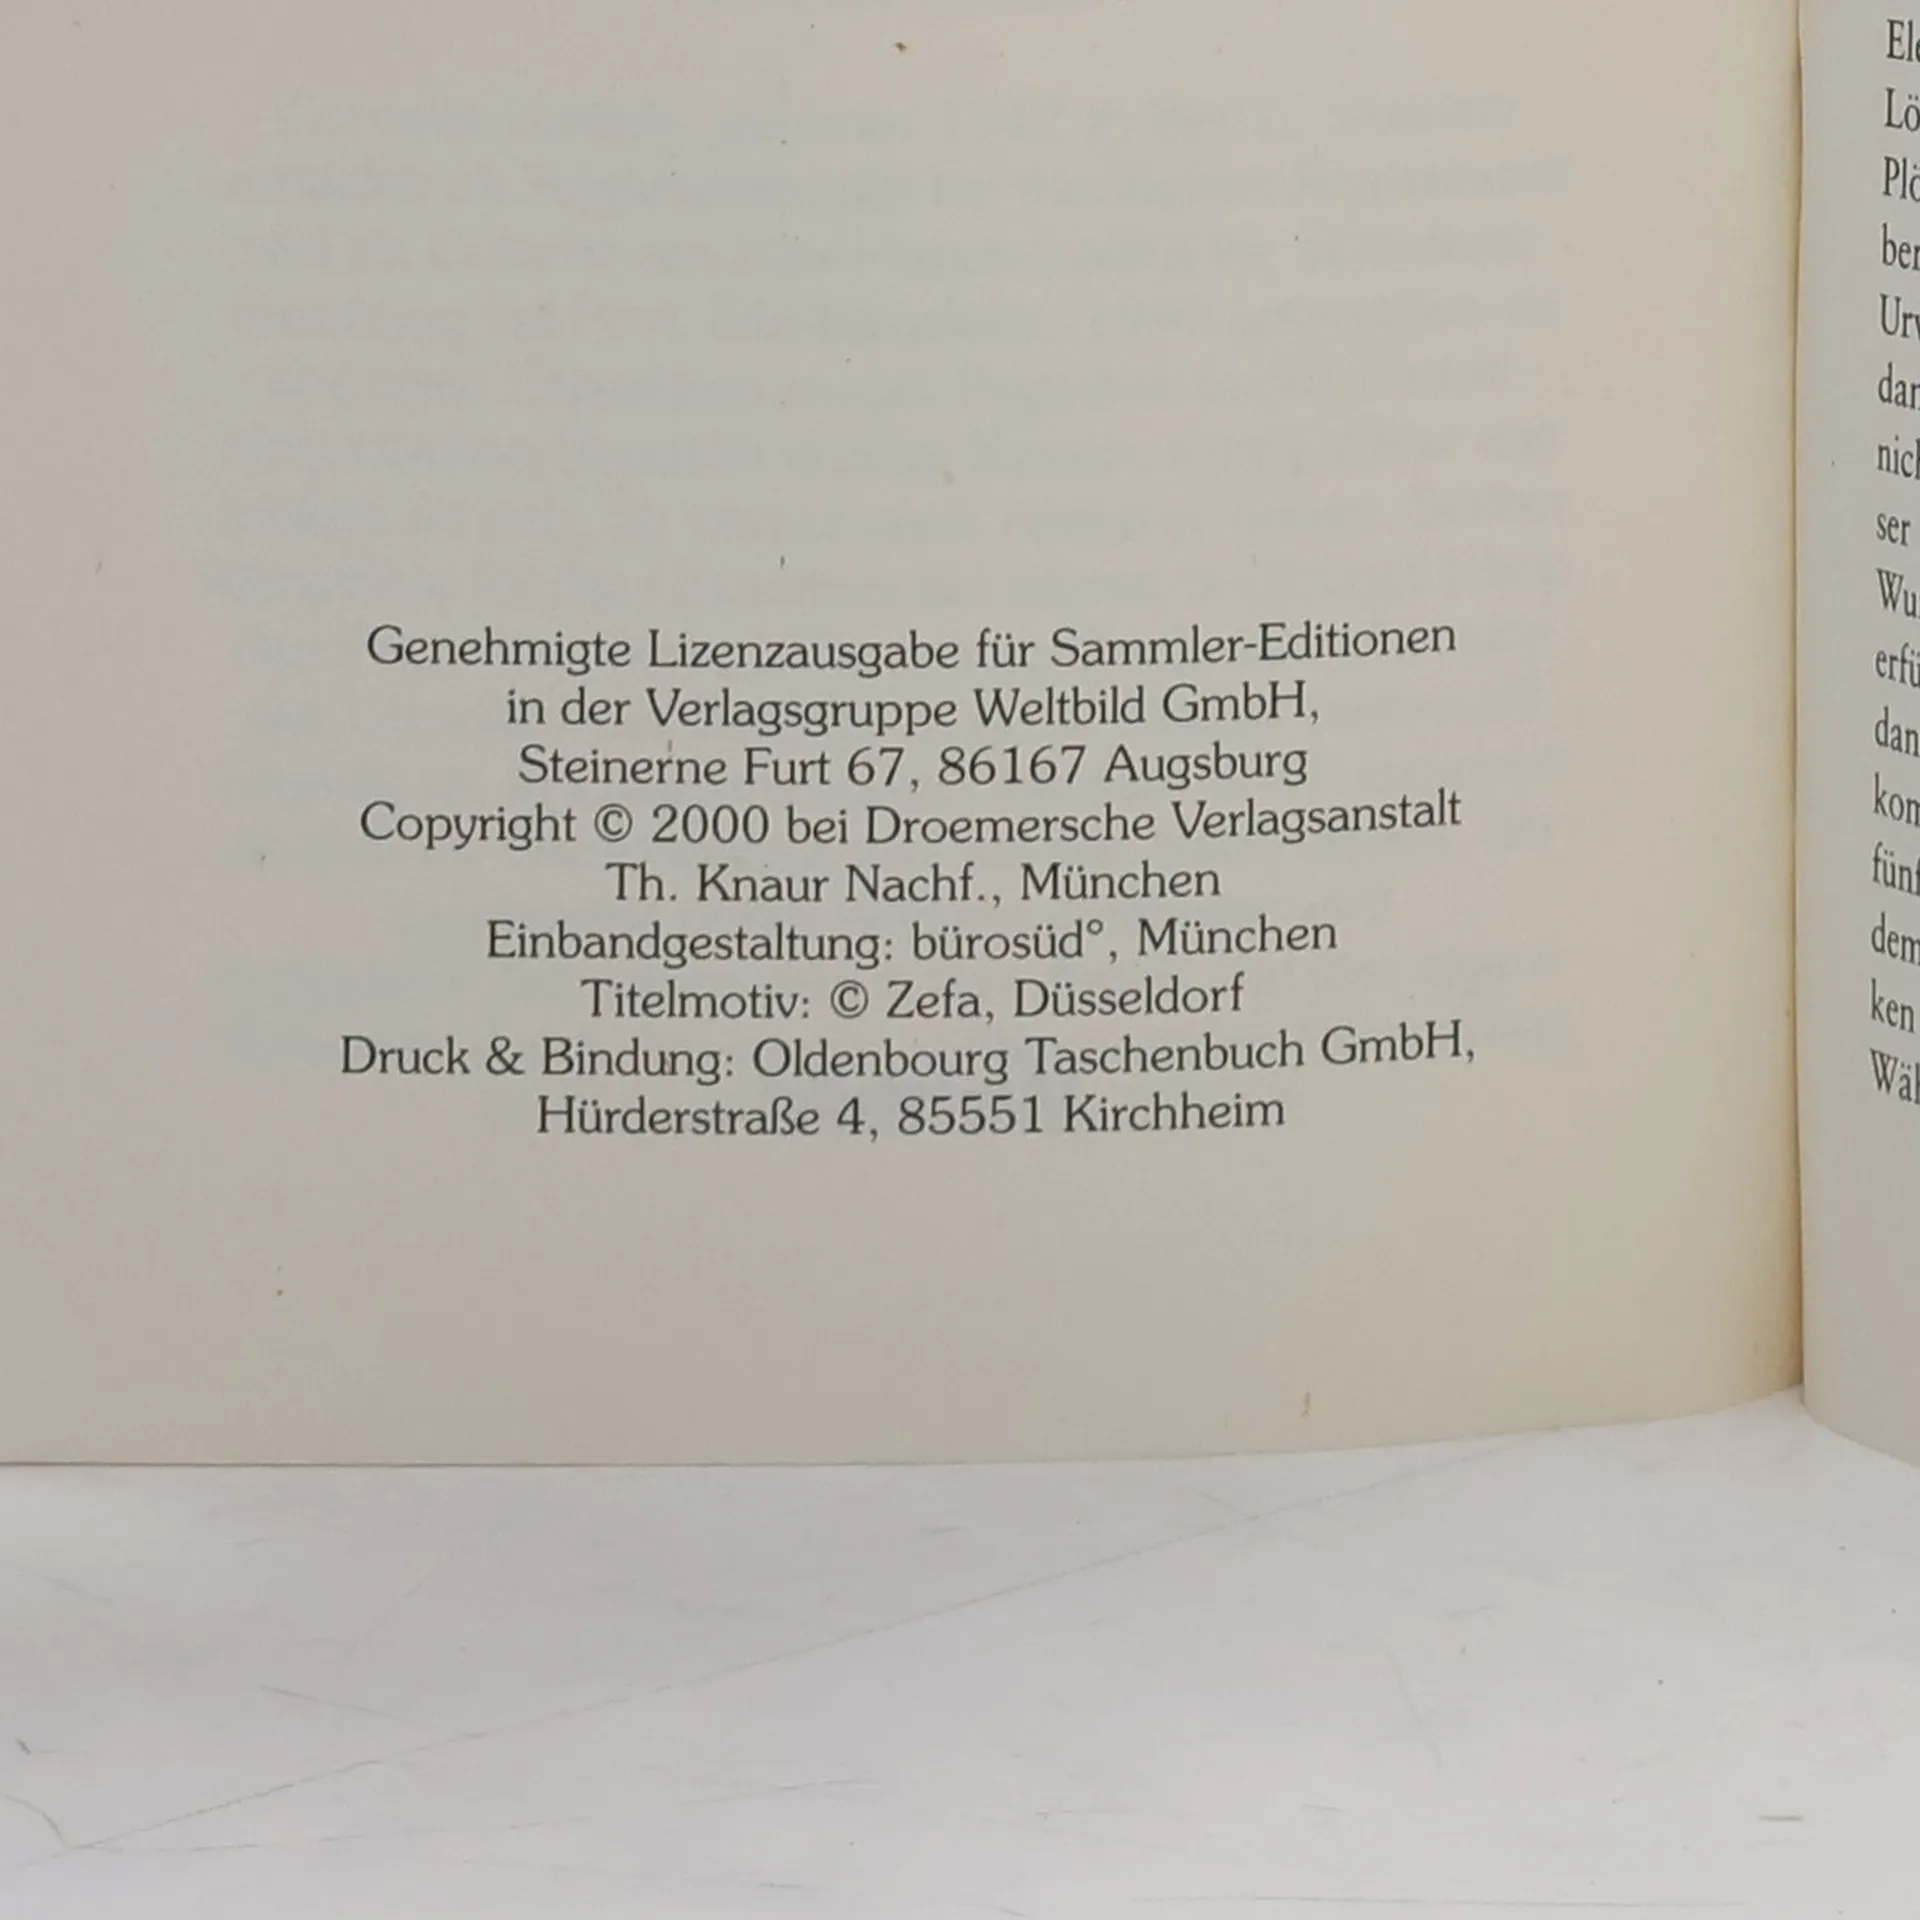 Genehmigte Lizenzausgabe für Sammler-Editionen
in der Verlagsgruppe Weltbild GmbH,
Steinerne Furt 67, 86167 Augsburg
Copyright © 2000 bei Droemersche Verlagsanstalt
Th. Knaur Nachf., München
Einbandgestaltung: bürosüd°, München
Titelmotiv: © Zefa, Düsseldorf
Druck & Bindung: Oldenbourg Taschenbuch GmbH,
Hürderstraße 4, 85551 Kirchheim